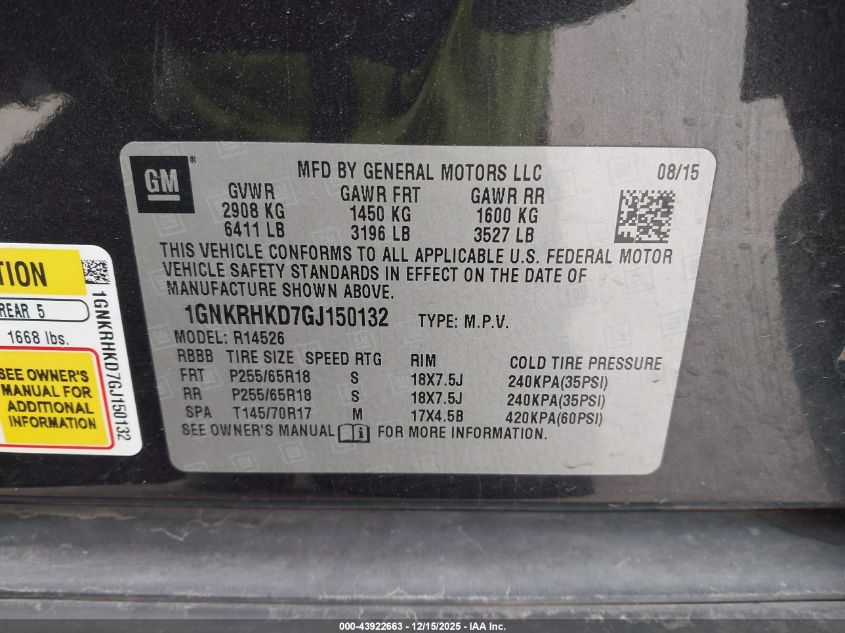 GM ®
MFD BY GENERAL MOTORS LLC 08/15
GVWR GAWR FRT GAWR RR
2908 KG 1450 KG 1600 KG
6411 LB 3196 LB 3527 LB
THIS VEHICLE CONFORMS TO ALL APPLICABLE U.S. FEDERAL MOTOR
VEHICLE SAFETY STANDARDS IN EFFECT ON THE DATE OF
MANUFACTURE SHOWN ABOVE.
1GNKRHKD7GJ150132 TYPE: M.P.V.
MODEL: R14526
RBBB TIRE SIZE SPEED RTG RIM COLD TIRE PRESSURE
FRT P255/65R18 S 18X7.5J 240KPA(35PSI)
RR P255/65R18 S 18X7.5J 240KPA(35PSI)
SPA T145/70R17 M 17X4.5B 420KPA(60PSI)
SEE OWNER'S MANUAL i FOR MORE INFORMATION.
TION
REAR 5
1668 lbs.
SEE OWNER'S
MANUAL FOR
ADDITIONAL
INFORMATION
1GNKRHKD7GJ150132
000-43922663 - 12/15/2025 - IAA Inc.